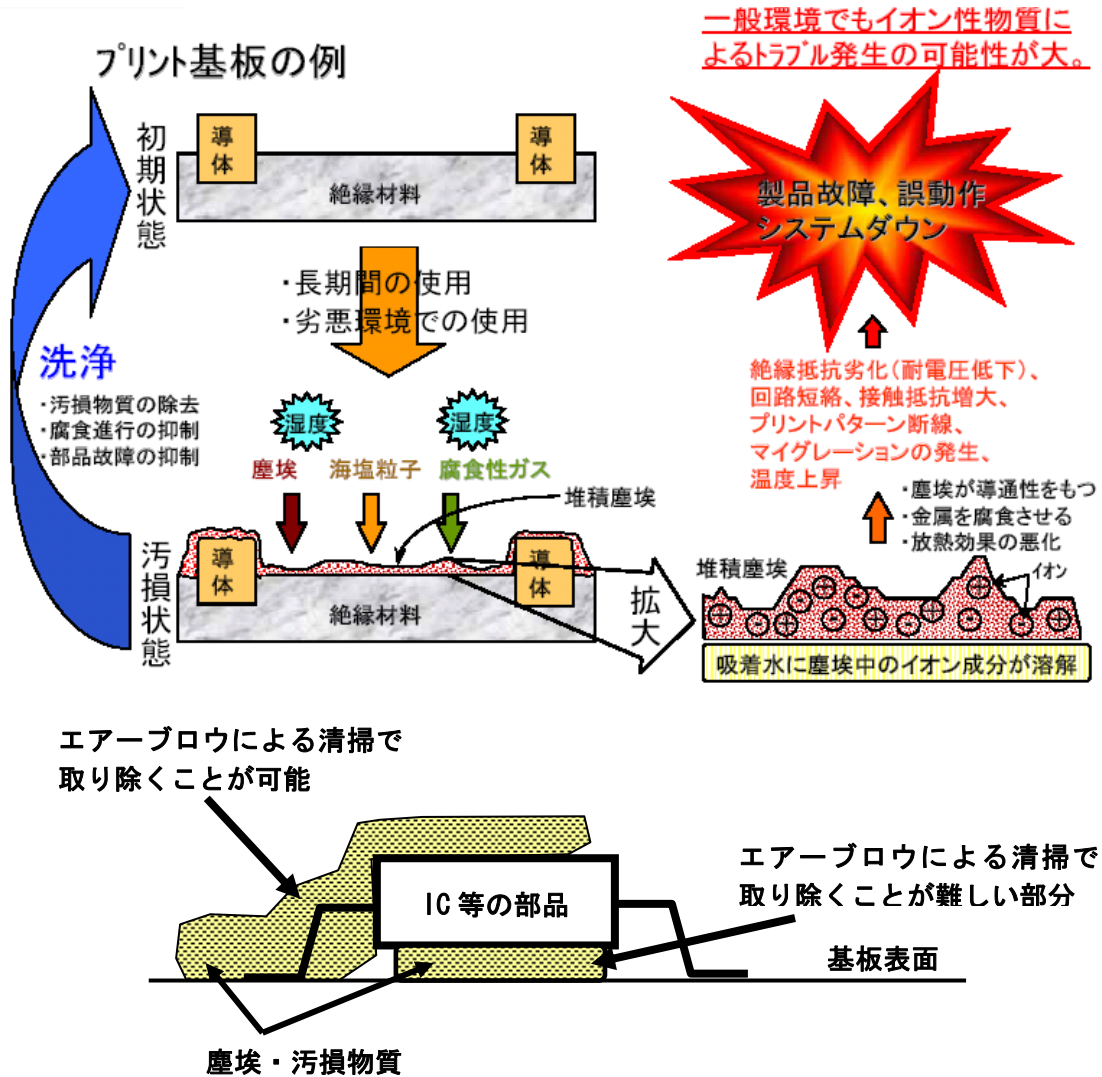 一般環境でもイオン性物質に
よるトラブル発生の可能性が大。
プリント基板の例
初期状態
導体
導体
絶縁材料
製品故障、誤動作
システムダウン
・長期間の使用
・劣悪環境での使用
洗浄
・汚損物質の除去
・腐食進行の抑制
・部品故障の抑制
湿度
湿度
塵埃
海塩粒子
腐食性ガス
堆積塵埃
絶縁抵抗劣化(耐電圧低下)、
回路短絡、接触抵抗増大、
プリントパターン断線、
マイグレーションの発生、
温度上昇
・塵埃が導通性をもつ
・金属を腐食させる
・放熱効果の悪化
汚損状態
導体
導体
絶縁材料
拡大
堆積塵埃
イオン
吸着水に塵埃中のイオン成分が溶解
エアーブロウによる清掃で
取り除くことが可能
エアーブロウによる清掃で
取り除くことが難しい部分
IC等の部品
基板表面
塵埃・汚損物質